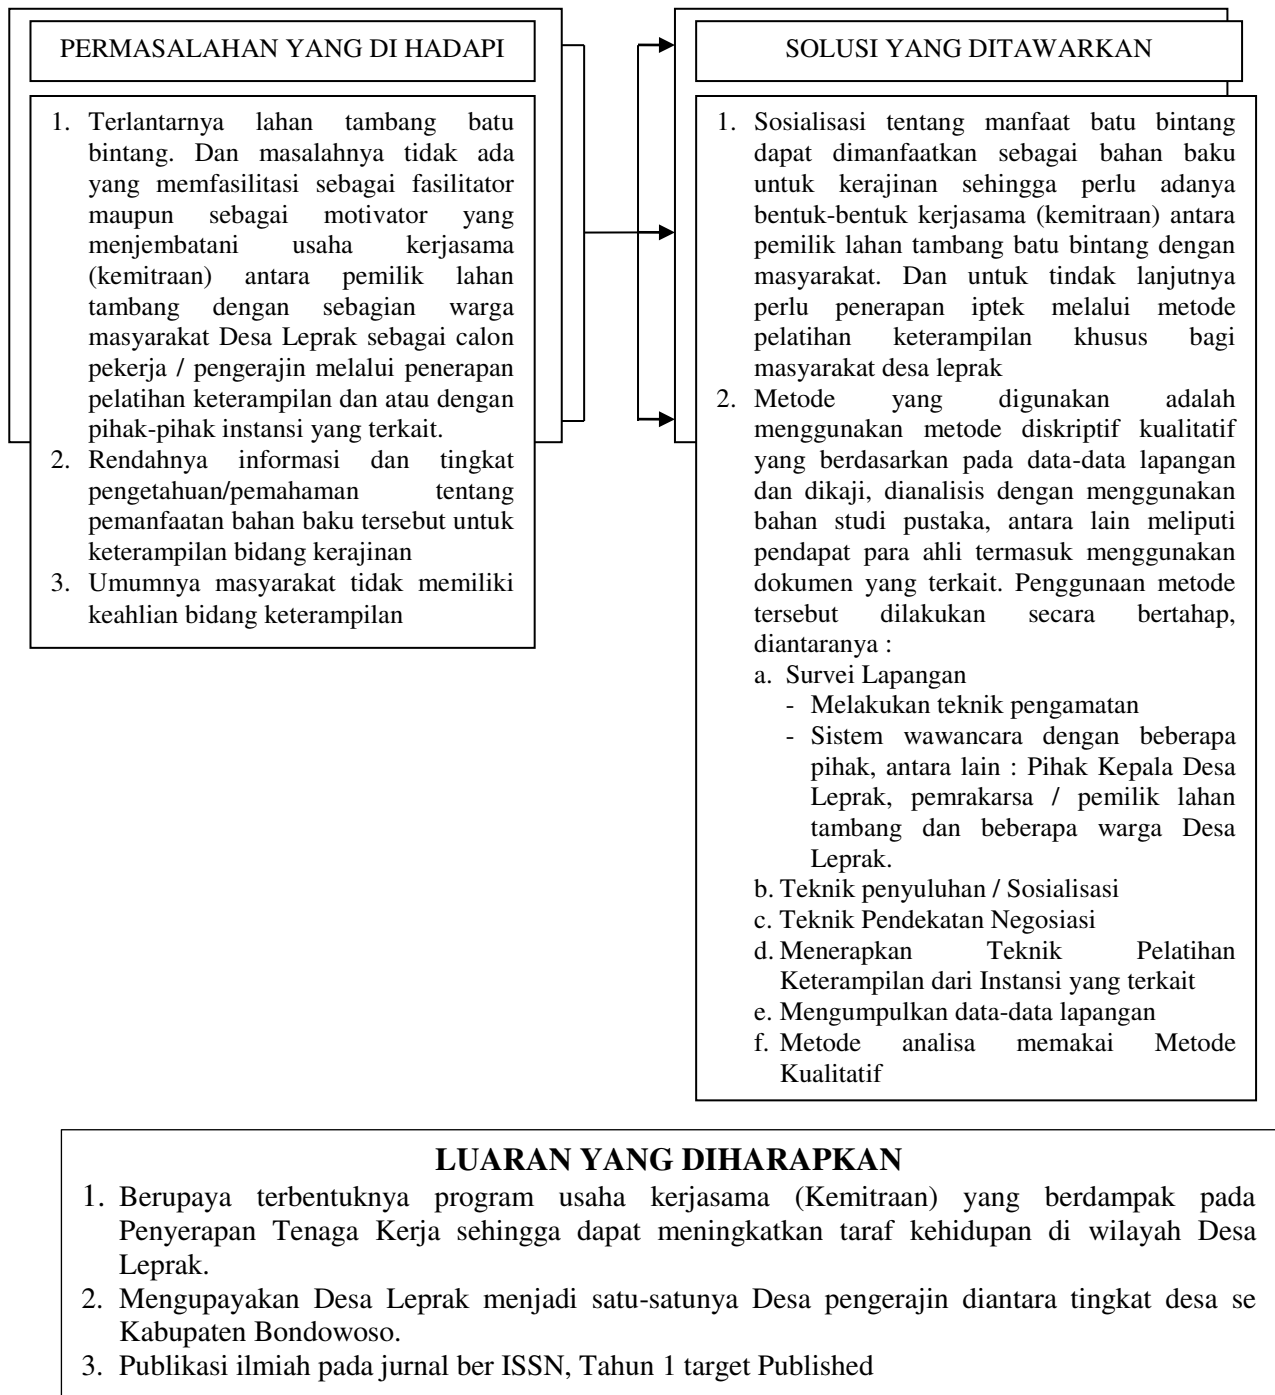 PERMASALAHAN YANG DI HADAPI
1. Terlantarnya lahan tambang batu
bintang. Dan masalahnya tidak ada
yang memfasilitasi sebagai fasilitator
maupun sebagai motivator yang
menjembatani usaha kerjasama
(kemitraan) antara pemilik lahan
tambang dengan sebagian warga
masyarakat Desa Leprak sebagai calon
pekerja / pengerajin melalui penerapan
pelatihan keterampilan dan atau dengan
pihak-pihak instansi yang terkait.
2. Rendahnya informasi dan tingkat
pengetahuan/pemahaman tentang
pemanfaatan bahan baku tersebut untuk
keterampilan bidang kerajinan
3. Umumnya masyarakat tidak memiliki
keahlian bidang keterampilan
SOLUSI YANG DITAWARKAN
1. Sosialisasi tentang manfaat batu bintang
dapat dimanfaatkan sebagai bahan baku
untuk kerajinan sehingga perlu adanya
bentuk-bentuk kerjasama (kemitraan) antara
pemilik lahan tambang batu bintang dengan
masyarakat. Dan untuk tindak lanjutnya
perlu penerapan iptek melalui metode
pelatihan keterampilan khusus bagi
masyarakat desa leprak
2. Metode yang digunakan adalah
menggunakan metode diskriptif kualitatif
yang berdasarkan pada data-data lapangan
dan dikaji, dianalisis dengan menggunakan
bahan studi pustaka, antara lain meliputi
pendapat para ahli termasuk menggunakan
dokumen yang terkait. Penggunaan metode
tersebut dilakukan secara bertahap,
diantaranya :
a. Survei Lapangan
- Melakukan teknik pengamatan
- Sistem wawancara dengan beberapa
pihak, antara lain : Pihak Kepala Desa
Leprak, pemrakarsa / pemilik lahan
tambang dan beberapa warga Desa
Leprak.
b. Teknik penyuluhan / Sosialisasi
c. Teknik Pendekatan Negosiasi
d. Menerapkan Teknik Pelatihan
Keterampilan dari Instansi yang terkait
e. Mengumpulkan data-data lapangan
f. Metode analisa memakai Metode
Kualitatif
LUARAN YANG DIHARAPKAN
1. Berupaya terbentuknya program usaha kerjasama (Kemitraan) yang berdampak pada
Penyerapan Tenaga Kerja sehingga dapat meningkatkan taraf kehidupan di wilayah Desa
Leprak.
2. Mengupayakan Desa Leprak menjadi satu-satunya Desa pengerajin diantara tingkat desa se
Kabupaten Bondowoso.
3. Publikasi ilmiah pada jurnal ber ISSN, Tahun 1 target Published